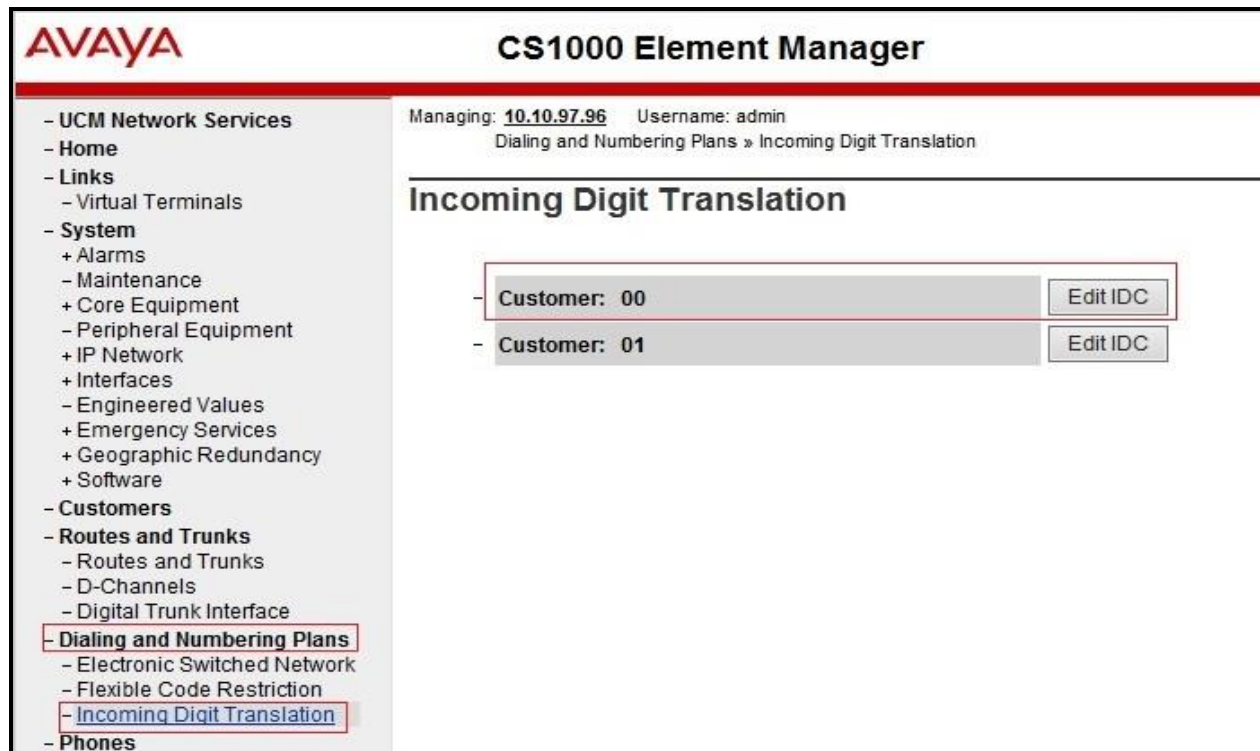 AVAYA
CS1000 Element Manager
- UCM Network Services
- Home
- Links
- Virtual Terminals
- System
+ Alarms
- Maintenance
+ Core Equipment
- Peripheral Equipment
+ IP Network
+ Interfaces
- Engineered Values
+ Emergency Services
+ Geographic Redundancy
+ Software
- Customers
- Routes and Trunks
- Routes and Trunks
- D-Channels
- Digital Trunk Interface
- Dialing and Numbering Plans
- Electronic Switched Network
- Flexible Code Restriction
- Incoming Digit Translation
- Phones
Managing: 10.10.97.96 Username: admin
Dialing and Numbering Plans » Incoming Digit Translation
Incoming Digit Translation
- Customer: 00 Edit IDC
- Customer: 01 Edit IDC